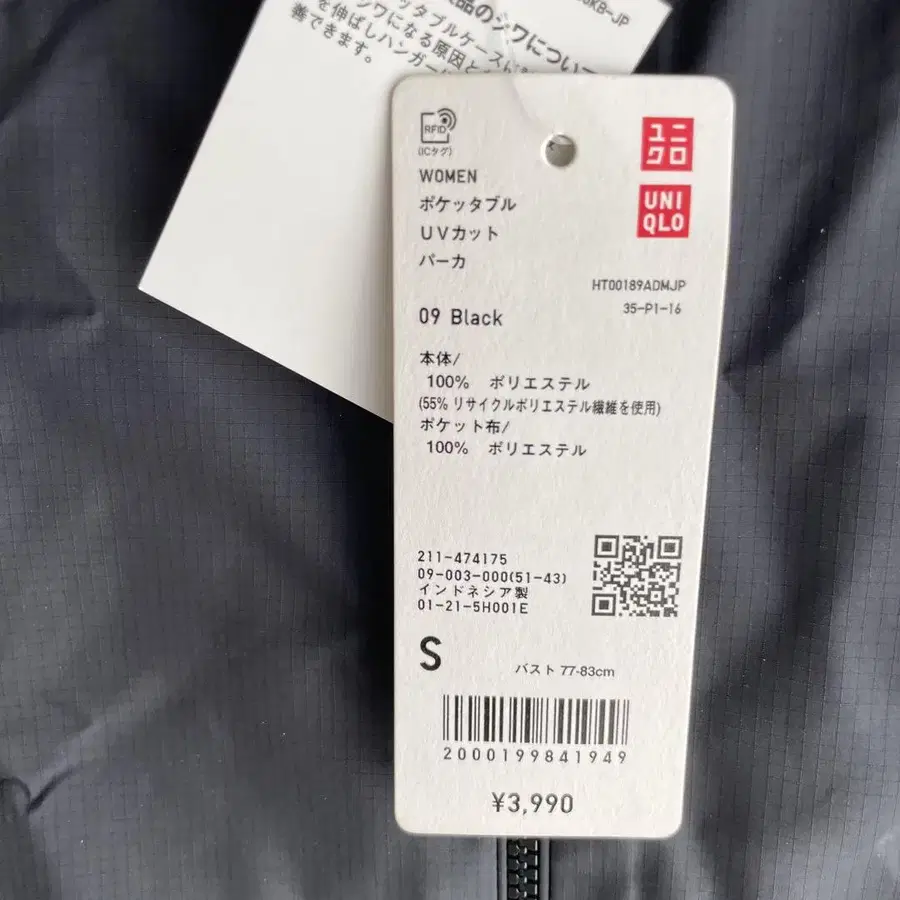 KB-JP
品のシワについて
ッタブルケースに
シワになる原因と
を伸ばしハンガーに
善できます。
RFID
(ICタグ)
WOMEN
ポケッタブル
UVカット
パーカ
ユニ
クロ
UNI
QLO
HT00189ADMJP
35-P1-16
09 Black
本体/
100% ポリエステル
(55% リサイクルポリエステル繊維を使用)
ポケット布/
100% ポリエステル
211-474175
09-003-000(51-43)
インドネシア製
01-21-5H001E
S
バスト 77-83cm
2000199841949
¥3,990